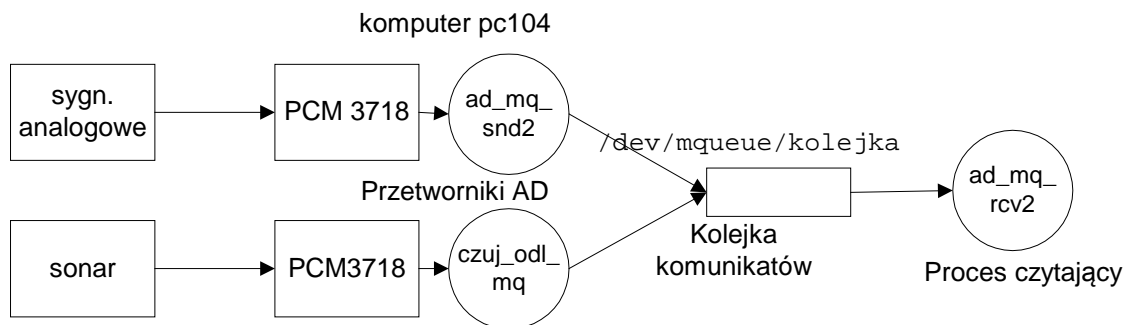 komputer pc104
sygn.
analogowe
PCM 3718
ad_mq_
snd2
/dev/mqueue/kolejka
Przetworniki AD
ad_mq_
rcv2
sonar
PCM3718
czuj_odl_
mq
Kolejka
komunikatów
Proces czytający